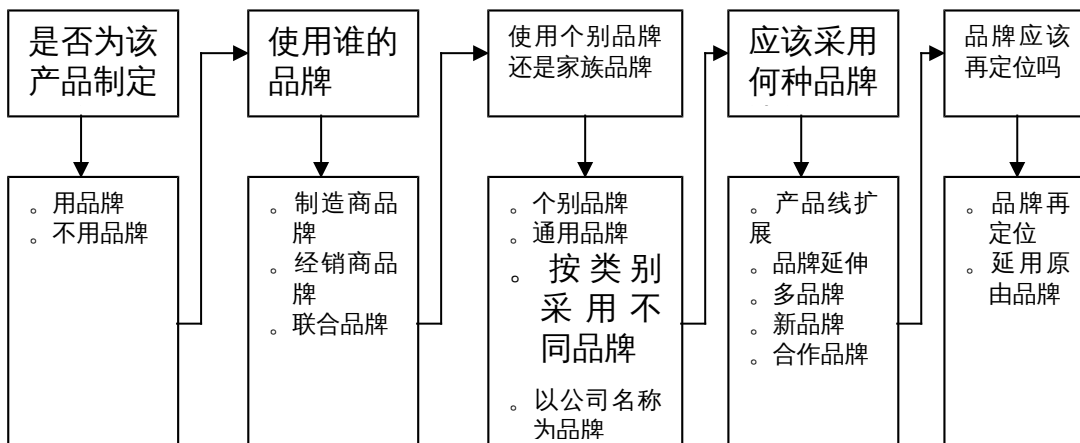 是否为该
产品制定
使用谁的
品牌
使用个别品牌
还是家族品牌
应该采用
何种品牌
品牌应该
再定位吗
。用品牌
。不用品牌
。制造商品
牌
。经销商品
牌
。联合品牌
。个别品牌
。通用品牌
。按类别
采用不
同品牌
。以公司名称
为品牌
。产品线扩
展
。品牌延伸
。多品牌
。新品牌
。合作品牌
。品牌再
定位
。延用原
由品牌